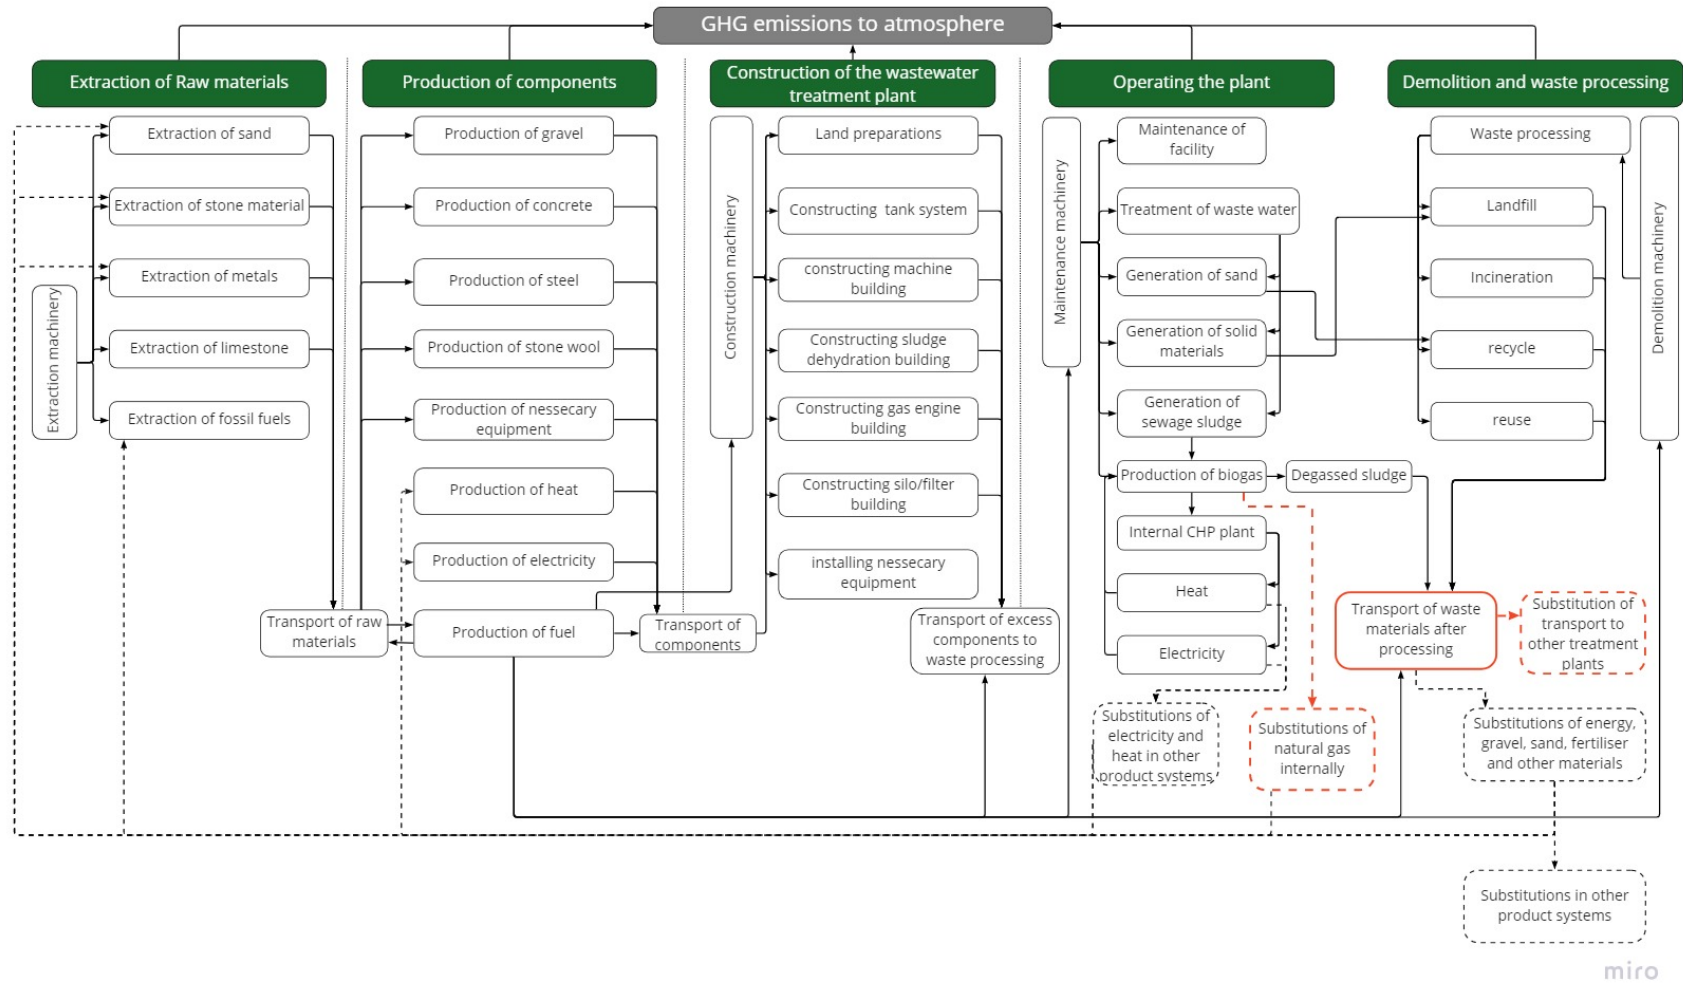 GHG emissions to atmosphere
Extraction of Raw materials
Extraction machinery
Extraction of sand
Extraction of stone material
Extraction of metals
Extraction of limestone
Extraction of fossil fuels
Transport of raw
materials
Production of components
Production of gravel
Production of concrete
Production of steel
Production of stone wool
Production of nessecary
equipment
Production of heat
Production of electricity
Production of fuel
Transport of
components
Construction of the wastewater
treatment plant
Construction machinery
Land preparations
Constructing tank system
constructing machine
building
Constructing sludge
dehydration building
Constructing gas engine
building
Constructing silo/filter
building
installing nessecary
equipment
Transport of excess
components to
waste processing
Operating the plant
Maintenance machinery
Maintenance of
facility
Treatment of waste water
Generation of sand
Generation of solid
materials
Generation of
sewage sludge
Production of biogas
Degassed sludge
Internal CHP plant
Heat
Electricity
Substitutions of
electricity and
heat in other
product systems
Substitutions of
natural gas
internally
Demolition and waste processing
Waste processing
Landfill
Incineration
recycle
reuse
Demolition machinery
Transport of waste
materials after
processing
Substitution of
transport to
other treatment
plants
Substitutions of energy,
gravel, sand, fertiliser
and other materials
Substitutions in other
product systems
miro